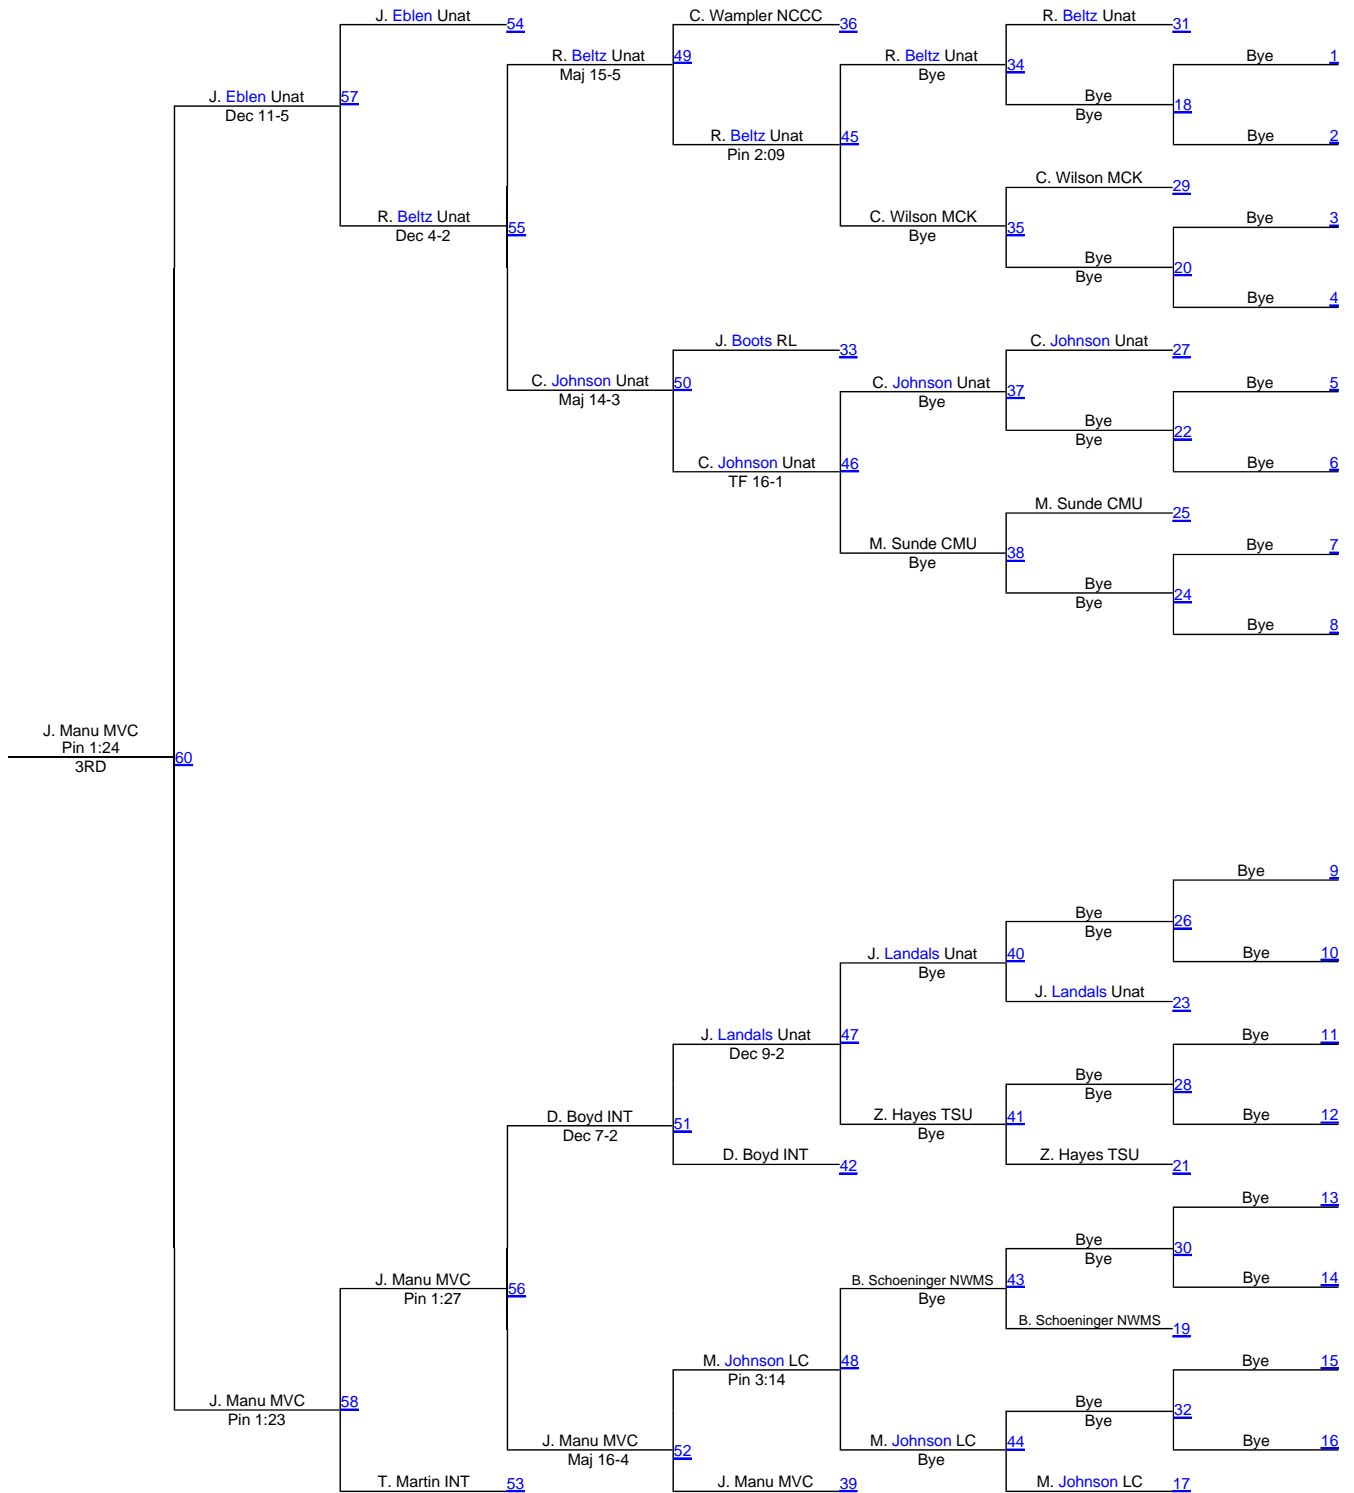 J. Eblen Unat 54
C. Wampler NCCC 36
R. Beltz Unat 31
R. Beltz Unat 49
Maj 15-5
R. Beltz Unat 34
Bye
Bye 1
J. Eblen Unat 57
Dec 11-5
Bye 18
Bye
R. Beltz Unat 45
Pin 2:09
Bye 2
C. Wilson MCK 29
R. Beltz Unat 55
Dec 4-2
C. Wilson MCK 35
Bye
Bye 3
Bye 20
Bye
Bye 4
J. Boots RL 33
C. Johnson Unat 27
C. Johnson Unat 50
Maj 14-3
C. Johnson Unat 37
Bye
Bye 5
Bye 22
Bye
C. Johnson Unat 46
TF 16-1
Bye 6
M. Sunde CMU 25
M. Sunde CMU 38
Bye
Bye 7
Bye 24
Bye
Bye 8
J. Manu MVC
Pin 1:24
60
3RD
Bye 9
Bye 26
Bye
J. Landals Unat 40
Bye
Bye 10
J. Landals Unat 23
J. Landals Unat 47
Dec 9-2
Bye 11
Bye 28
Bye
D. Boyd INT 51
Dec 7-2
Z. Hayes TSU 41
Bye
Bye 12
D. Boyd INT 42
Z. Hayes TSU 21
Bye 13
Bye 30
Bye
J. Manu MVC 56
Pin 1:27
B. Schoeninger NWMS 43
Bye
Bye 14
B. Schoeninger NWMS 19
M. Johnson LC 48
Pin 3:14
Bye 15
J. Manu MVC 58
Pin 1:23
Bye 32
Bye
J. Manu MVC 52
Maj 16-4
M. Johnson LC 44
Bye
Bye 16
T. Martin INT 53
J. Manu MVC 39
M. Johnson LC 17